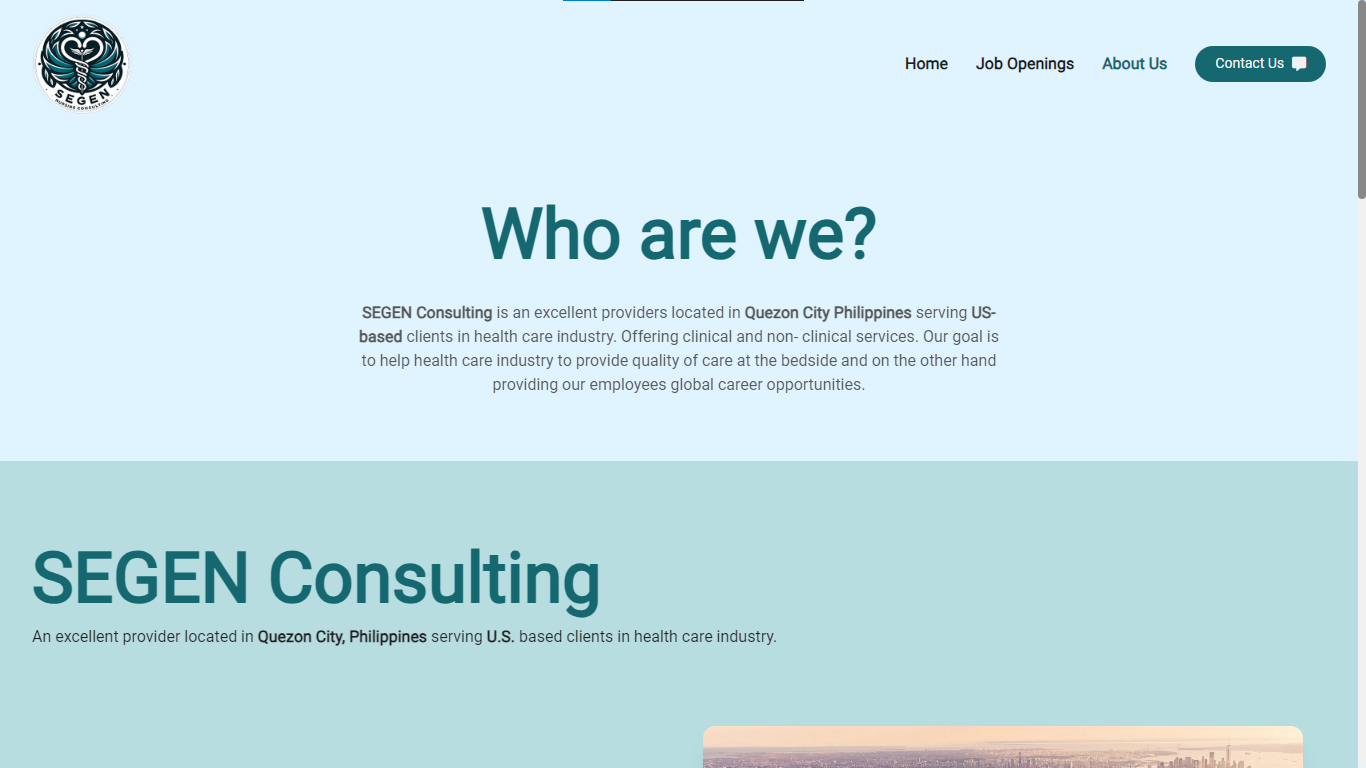 SEGEN
NURSING CONSULTING
Home
Job Openings
About Us
Contact Us
Who are we?
SEGEN Consulting is an excellent providers located in Quezon City Philippines serving US-
based clients in health care industry. Offering clinical and non- clinical services. Our goal is
to help health care industry to provide quality of care at the bedside and on the other hand
providing our employees global career opportunities.
SEGEN Consulting
An excellent provider located in Quezon City, Philippines serving U.S. based clients in health care industry.